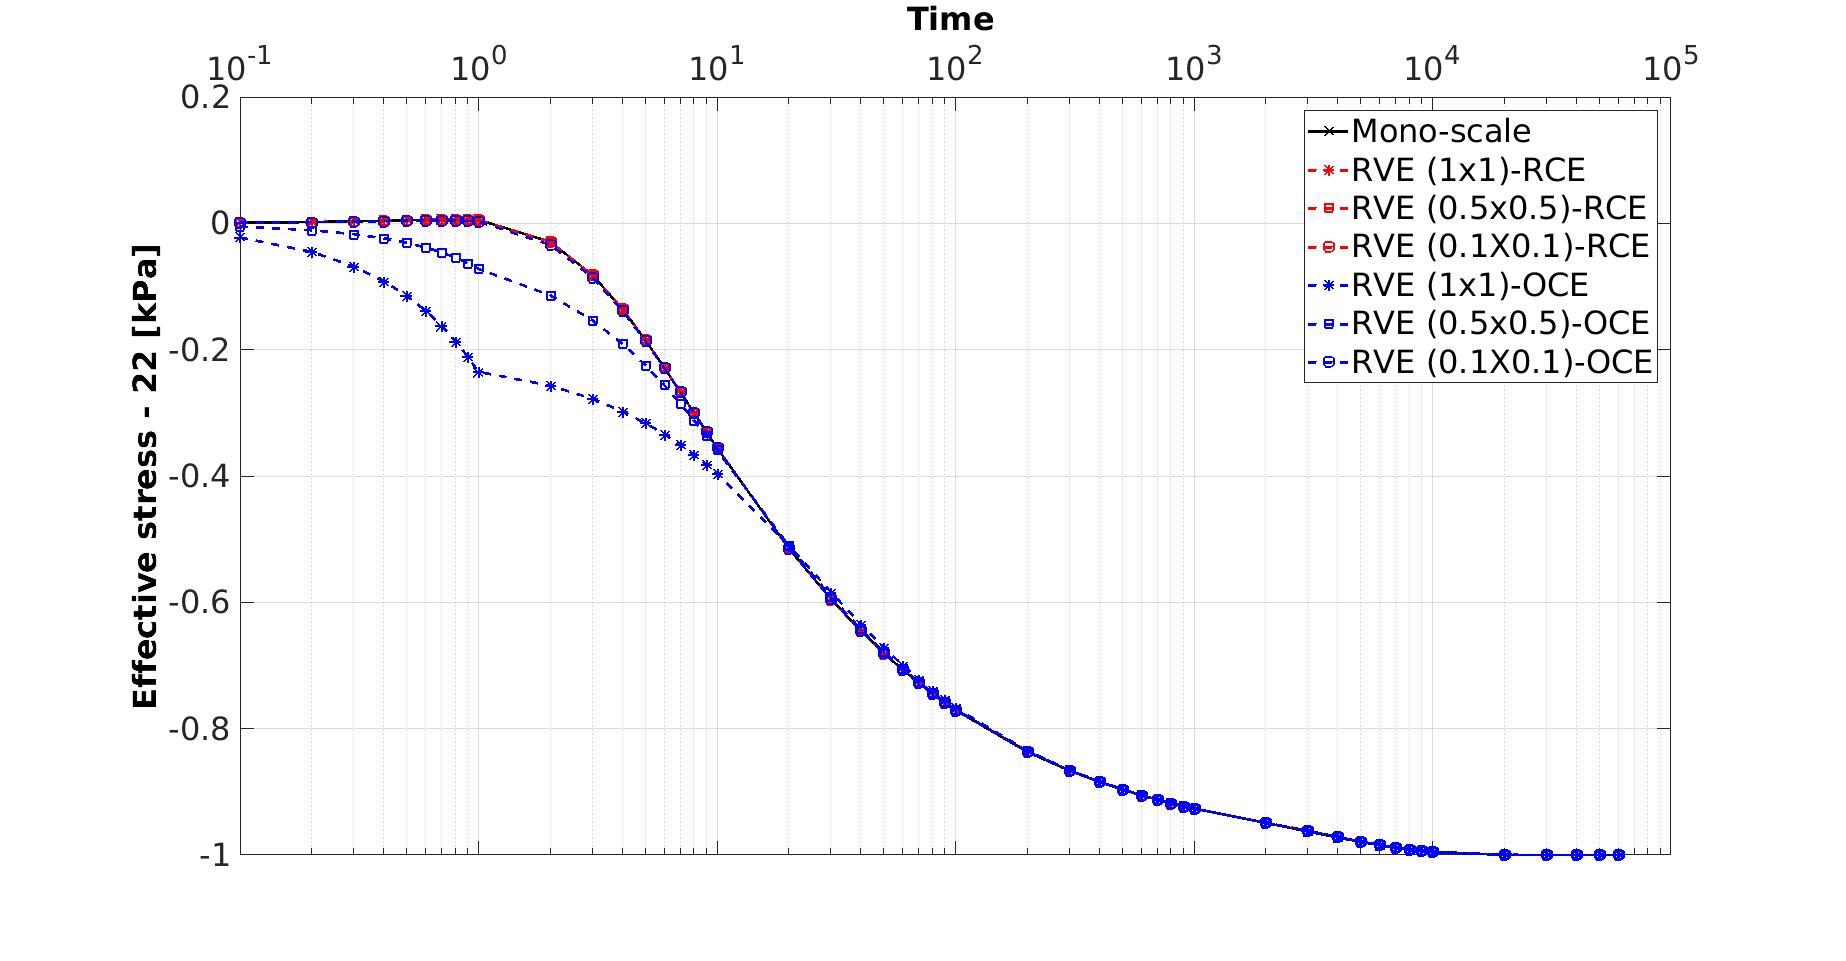 Time
10^-1 10^0 10^1 10^2 10^3 10^4 10^5
0.2
0
-0.2
-0.4
-0.6
-0.8
-1
Effective stress - 22 [kPa]
Mono-scale
RVE (1x1)-RCE
RVE (0.5x0.5)-RCE
RVE (0.1X0.1)-RCE
RVE (1x1)-OCE
RVE (0.5x0.5)-OCE
RVE (0.1X0.1)-OCE